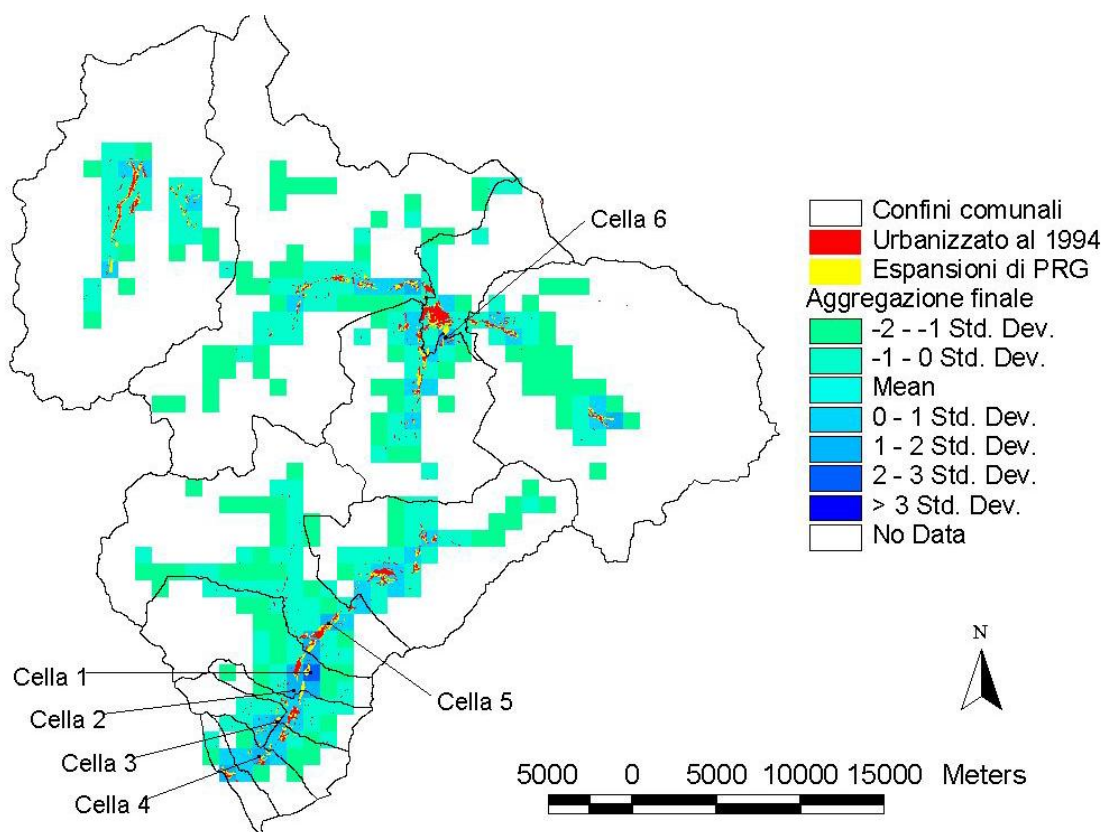 Cella 6
Confini comunali
Urbanizzato al 1994
Espansioni di PRG
Aggregazione finale
-2 - -1 Std. Dev.
-1 - 0 Std. Dev.
Mean
0 - 1 Std. Dev.
1 - 2 Std. Dev.
2 - 3 Std. Dev.
> 3 Std. Dev.
No Data
Cella 1
Cella 2
Cella 3
Cella 4
Cella 5
N
5000 0 5000 10000 15000 Meters